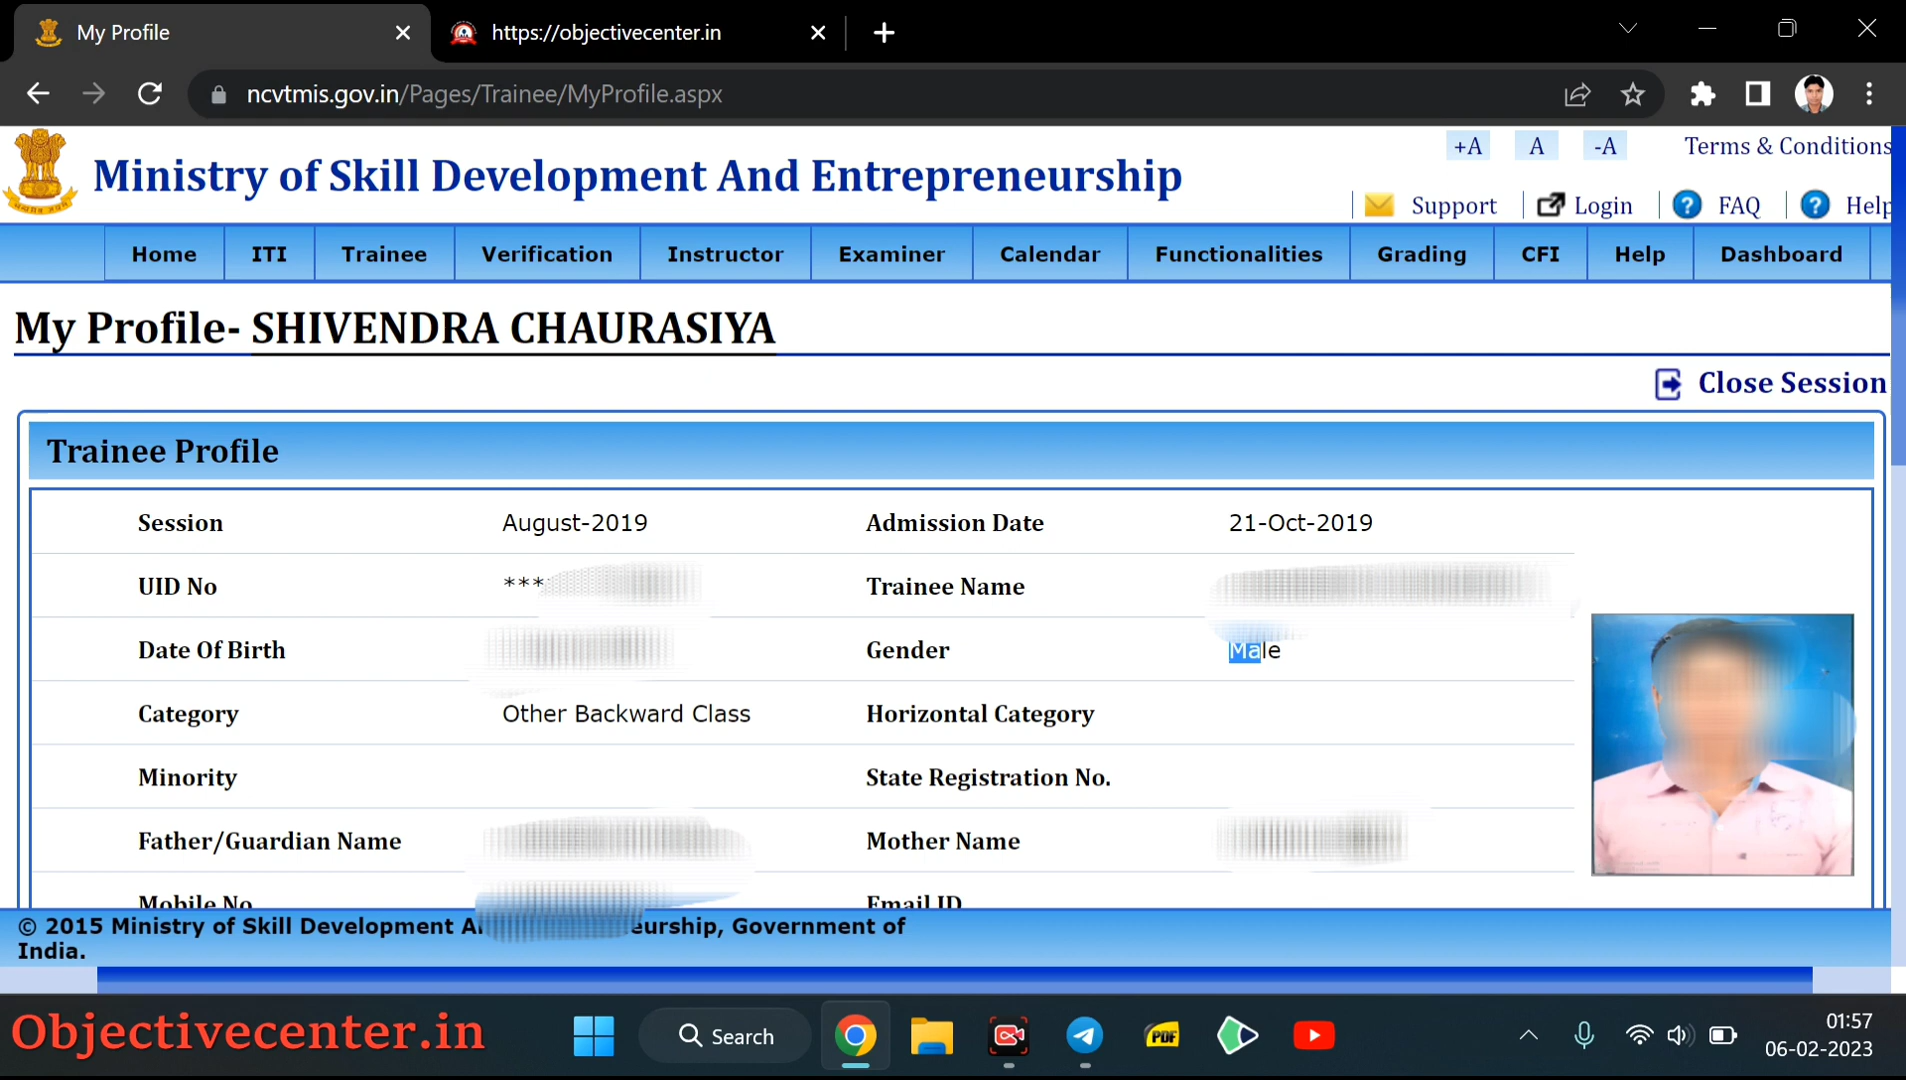 My Profile
https://objectivecenter.in
ncvtmis.gov.in/Pages/Trainee/MyProfile.aspx
+A A -A Terms & Conditions
Ministry of Skill Development And Entrepreneurship
Support Login FAQ Help
Home ITI Trainee Verification Instructor Examiner Calendar Functionalities Grading CFI Help Dashboard
My Profile- SHIVENDRA CHAURASIYA
Close Session
Trainee Profile
Session August-2019 Admission Date 21-Oct-2019
UID No *** Trainee Name
Date Of Birth Gender Male
Category Other Backward Class Horizontal Category
Minority State Registration No.
Father/Guardian Name Mother Name
Mobile No Email ID
© 2015 Ministry of Skill Development Government of
India.
Objectivecenter.in
Search
PDF
01:57
06-02-2023